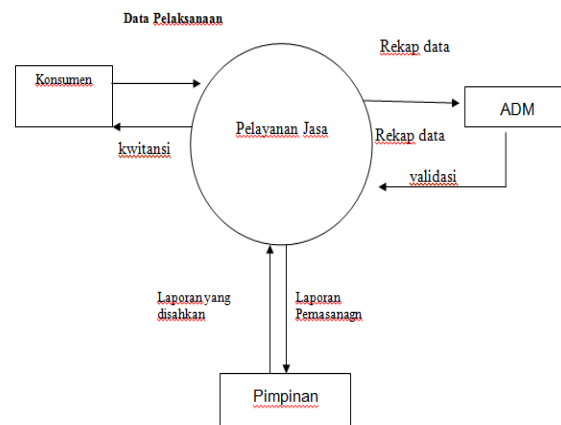 Data Pelaksanaan
Rekap data
Konsumen
ADM
Pelayanan Jasa
Rekap data
kwitansi
validasi
Laporan yang
disahkan
Laporan
Pemasanagn
Pimpinan